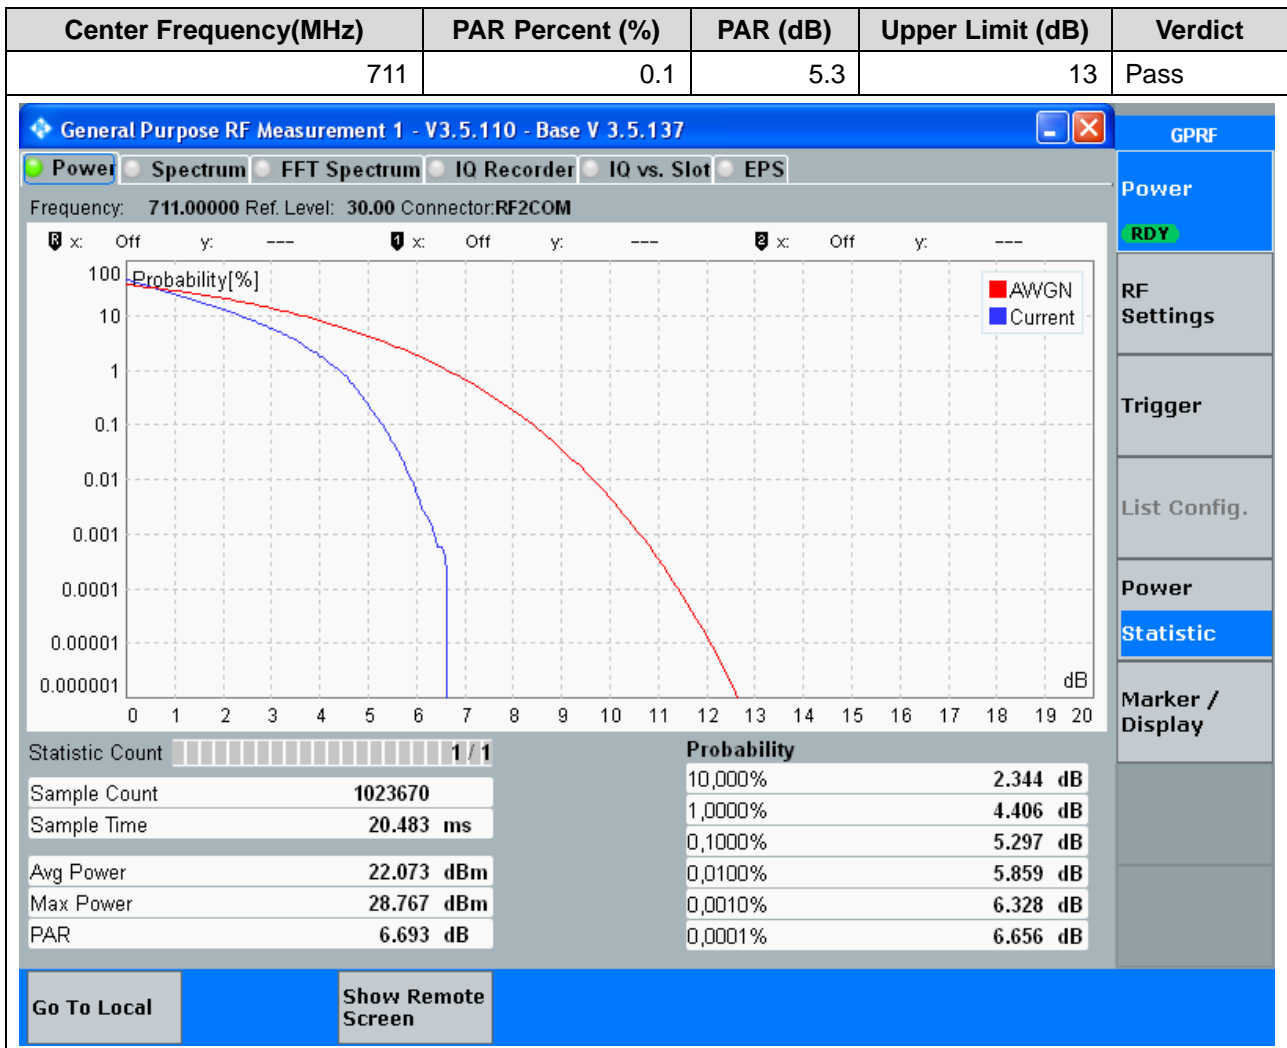 Center Frequency(MHz) PAR Percent (%) PAR (dB) Upper Limit (dB) Verdict
711 0.1 5.3 13 Pass
General Purpose RF Measurement 1 - V3.5.110 - Base V 3.5.137
GPRF
Power Spectrum FFT Spectrum IQ Recorder IQ vs. Slot EPS
Power
RDY
Frequency: 711.00000 Ref. Level: 30.00 Connector:RF2COM
R x: Off y: --- 1 x: Off y: --- 2 x: Off y: ---
Probability[%]
AWGN
Current
100
10
1
0.1
0.01
0.001
0.0001
0.00001
0.000001
dB
0 1 2 3 4 5 6 7 8 9 10 11 12 13 14 15 16 17 18 19 20
RF
Settings
Trigger
List Config.
Power
Statistic
Marker /
Display
Statistic Count 1 / 1
Sample Count 1023670
Sample Time 20.483 ms
Avg Power 22.073 dBm
Max Power 28.767 dBm
PAR 6.693 dB
Probability
10,000% 2.344 dB
1,0000% 4.406 dB
0,1000% 5.297 dB
0,0100% 5.859 dB
0,0010% 6.328 dB
0,0001% 6.656 dB
Go To Local
Show Remote
Screen